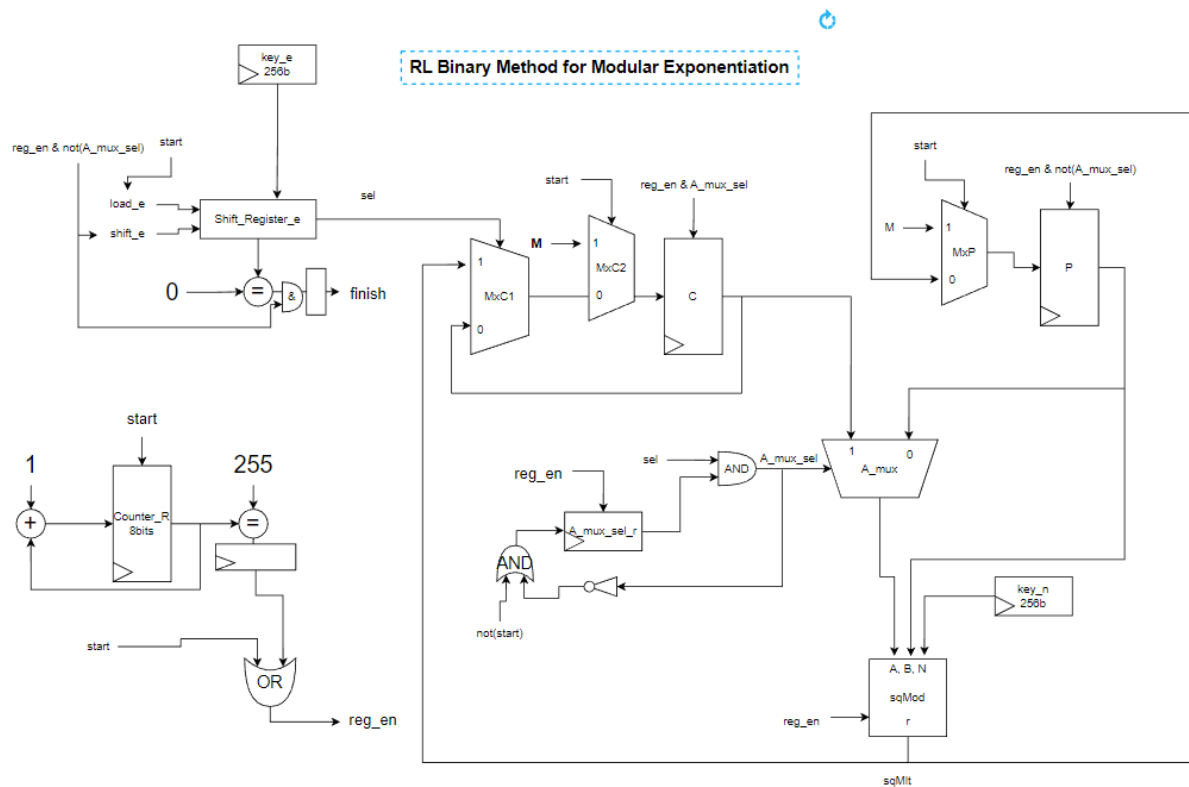 key_e
256b
RL Binary Method for Modular Exponentiation
reg_en & not(A_mux_sel)
start
load_e
shift_e
Shift_Register_e
sel
0
=
&
finish
start
reg_en & A_mux_sel
M
1
MxC2
0
1
MxC1
0
C
start
reg_en & not(A_mux_sel)
M
1
MxP
0
P
start
1
255
+
Counter_R
8bits
=
start
OR
reg_en
reg_en
sel
AND
A_mux_sel
A_mux_sel_r
AND
not(start)
1
0
A_mux
key_n
256b
A, B, N
sqMod
r
reg_en
sqMlt